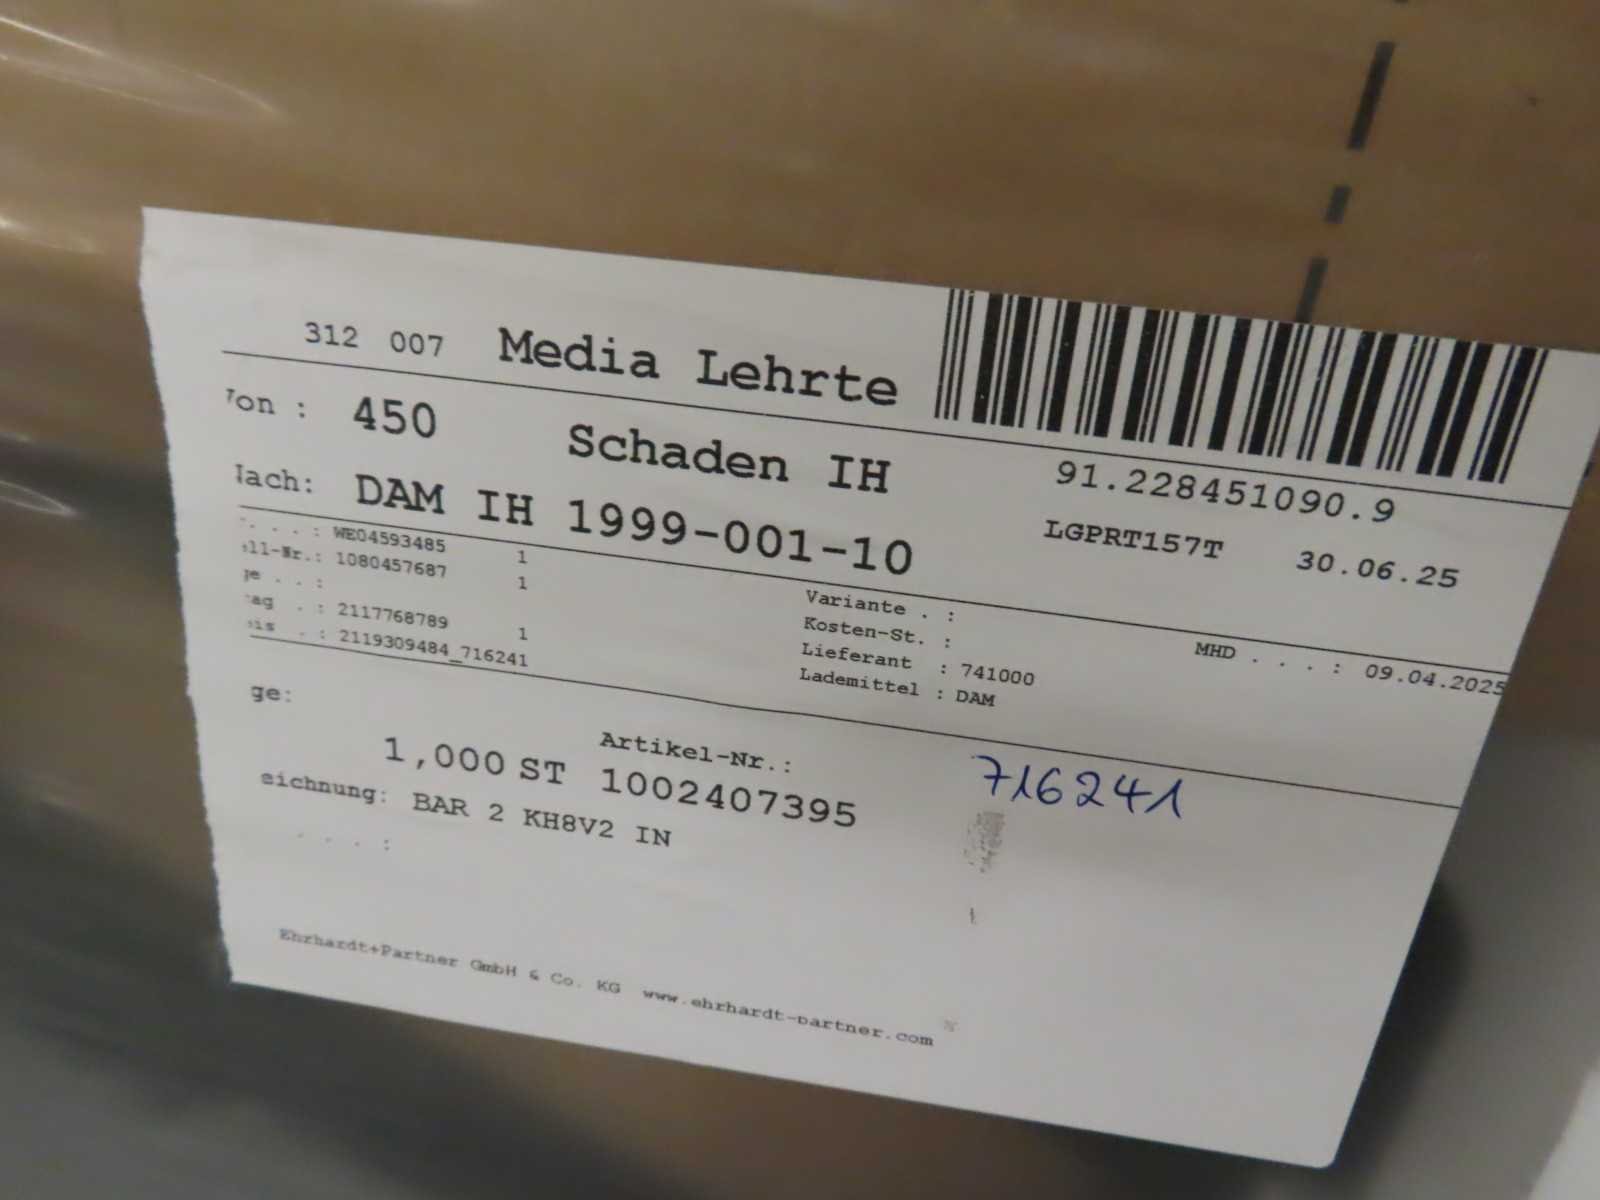 312 007 Media Lehrte
Von : 450 Schaden IH
91.228451090.9
Nach: DAM IH 1999-001-10
LGPRT157T 30.06.25
. . . : WE04593485 1
ll-Nr.: 1080457687 1
ge . . :
ag . : 2117768789 1
is . : 2119309484_716241
Variante . :
Kosten-St. :
Lieferant : 741000
Lademittel : DAM
MHD . . . : 09.04.2025
ge:
Artikel-Nr.:
1,000 ST 1002407395
716241
eichnung: BAR 2 KH8V2 IN
. . . :
Ehrhardt+Partner GmbH & Co. KG www.ehrhardt-partner.com